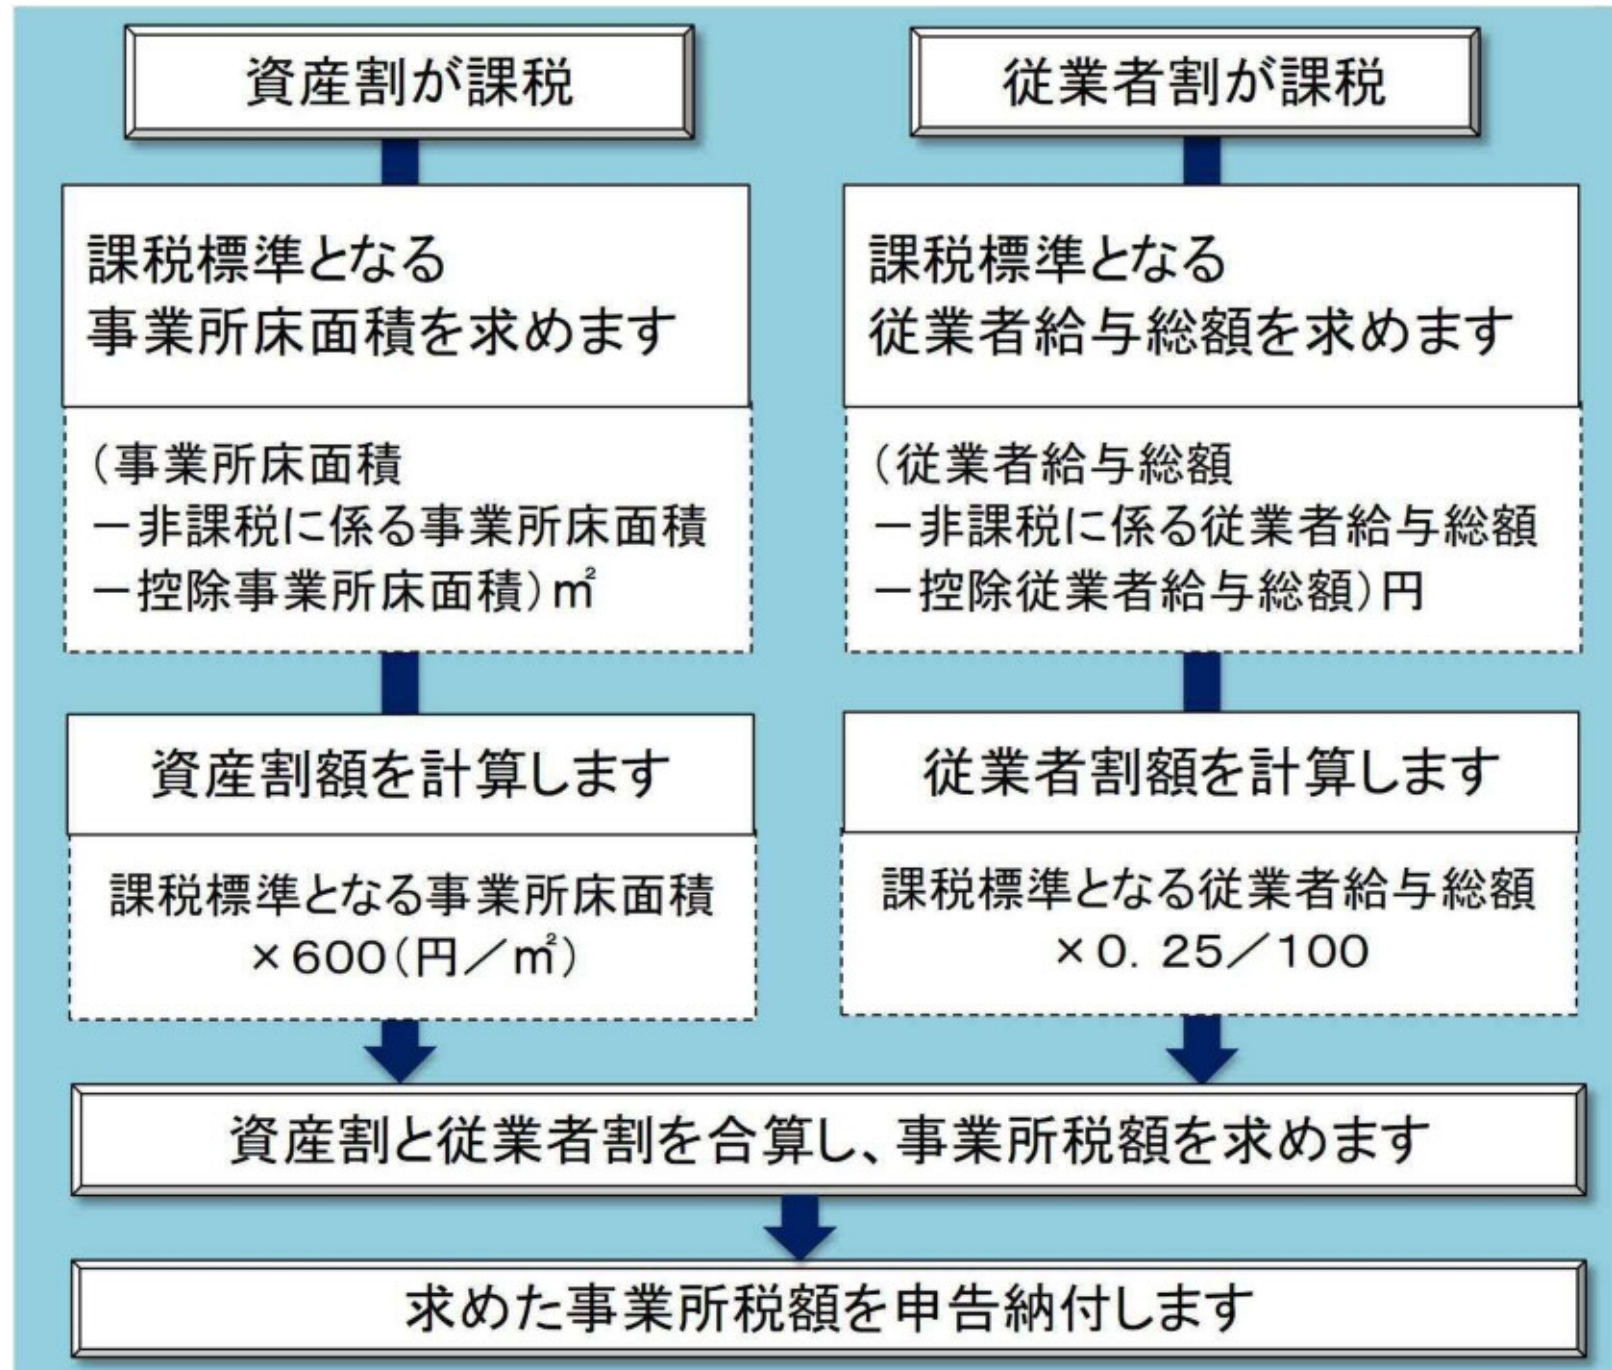 資産割が課税
課税標準となる
事業所床面積を求めます
（事業所床面積
－非課税に係る事業所床面積
－控除事業所床面積）㎡
資産割額を計算します
課税標準となる事業所床面積
×600（円／㎡）
従業者割が課税
課税標準となる
従業者給与総額を求めます
（従業者給与総額
－非課税に係る従業者給与総額
－控除従業者給与総額）円
従業者割額を計算します
課税標準となる従業者給与総額
×0．25／100
資産割と従業者割を合算し、事業所税額を求めます
求めた事業所税額を申告納付します